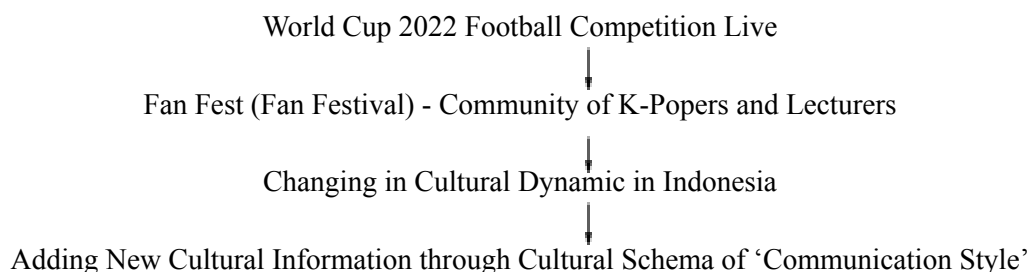 World Cup 2022 Football Competition Live
Fan Fest (Fan Festival) - Community of K-Popers and Lecturers
Changing in Cultural Dynamic in Indonesia
Adding New Cultural Information through Cultural Schema of ‘Communication Style’